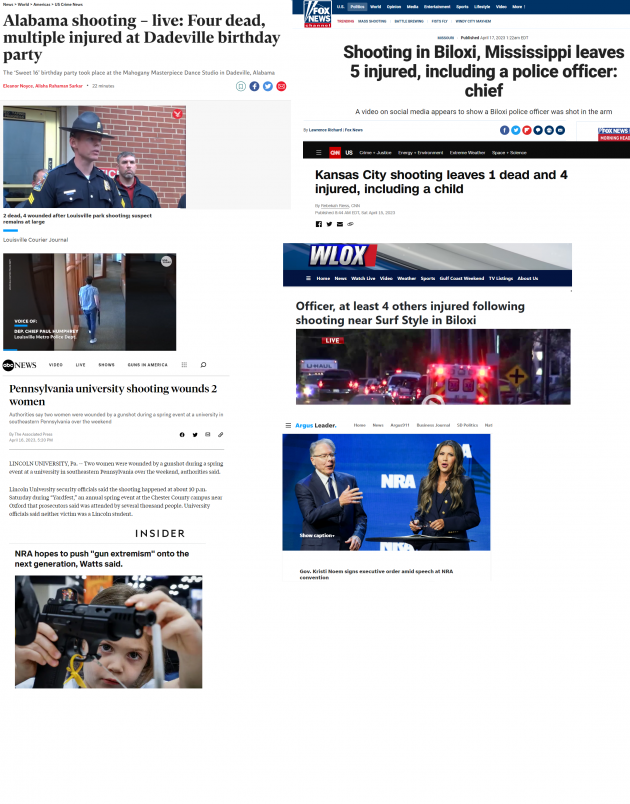 News > World > Americas > US Crime News
Alabama shooting – live: Four dead,
multiple injured at Dadeville birthday
party
The 'Sweet 16' birthday party took place at the Mahogany Masterpiece Dance Studio in Dadeville, Alabama
Eleanor Noyce, Alisha Rahaman Sarkar • 22 minutes
2 dead, 4 wounded after Louisville park shooting; suspect
remains at large
Louisville Courier Journal
VOICE OF:
DEP. CHIEF PAUL HUMPHREY
Louisville Metro Police Dept.
abc NEWS VIDEO LIVE SHOWS GUNS IN AMERICA
Pennsylvania university shooting wounds 2
women
Authorities say two women were wounded by a gunshot during a spring event at a university in
southeastern Pennsylvania over the weekend
By The Associated Press
April 16, 2023, 5:20 PM
LINCOLN UNIVERSITY, Pa. -- Two women were wounded by a gunshot during a spring
event at a university in southeastern Pennsylvania over the weekend, authorities said.
Lincoln University security officials said the shooting happened at about 10 p.m.
Saturday during "Yardfest," an annual spring event at the Chester County campus near
Oxford that prosecutors said was attended by several thousand people. University
officials said neither victim was a Lincoln student.
INSIDER
NRA hopes to push "gun extremism" onto the
next generation, Watts said.
FOX
NEWS
channel
U.S. Politics World Opinion Media Entertainment Sports Lifestyle Video More
TRENDING MASS SHOOTING BATTLE BREWING FOX'S FLY WINDY CITY MAYHEM
MISSOURI · Published April 17, 2023 1:22am EDT
Shooting in Biloxi, Mississippi leaves
5 injured, including a police officer:
chief
A video on social media appears to show a Biloxi police officer was shot in the arm
By Lawrence Richard | Fox News
FOX NEWS
MORNING HEAD
CNN US Crime + Justice Energy + Environment Extreme Weather Space + Science
Kansas City shooting leaves 1 dead and 4
injured, including a child
By Rebekah Riess, CNN
Published 8:44 AM EDT, Sat April 15, 2023
WLOX
Home News Watch Live Video Weather Sports Gulf Coast Weekend TV Listings About Us
Officer, at least 4 others injured following
shooting near Surf Style in Biloxi
LIVE
U-HAUL
Argus Leader. Home News Argus911 Business Journal SD Politics Nat
NRA
Show caption+
NRA
Gov. Kristi Noem signs executive order amid speech at NRA
convention